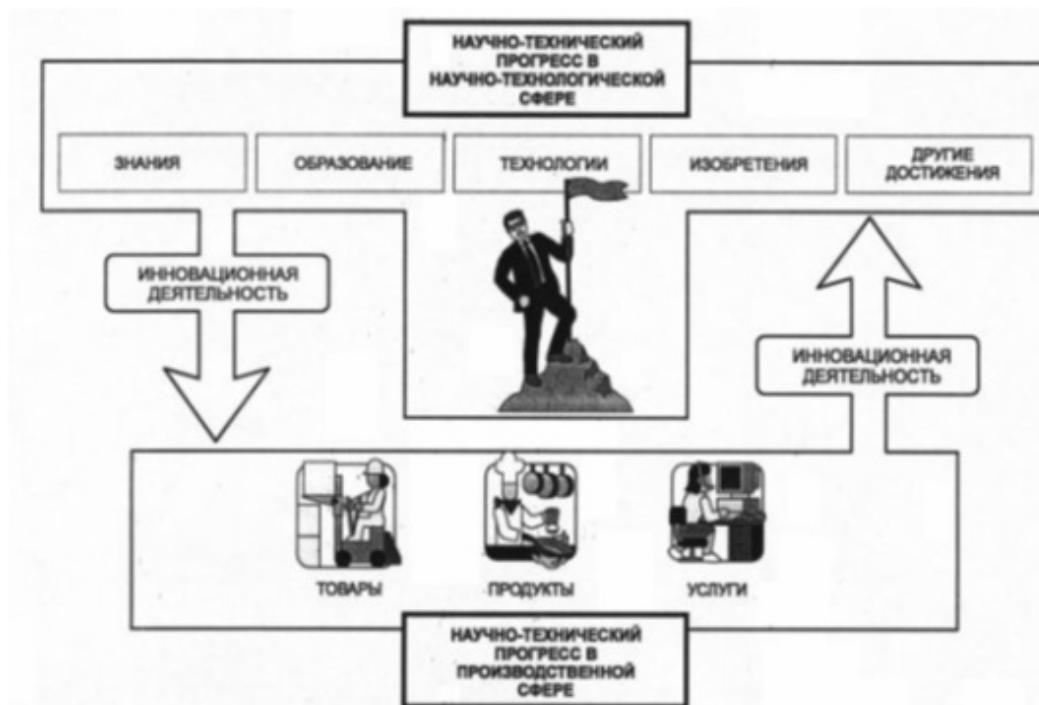 НАУЧНО-ТЕХНИЧЕСКИЙ
ПРОГРЕСС В
НАУЧНО-ТЕХНОЛОГИЧЕСКОЙ
СФЕРЕ
ЗНАНИЯ
ОБРАЗОВАНИЕ
ТЕХНОЛОГИИ
ИЗОБРЕТЕНИЯ
ДРУГИЕ
ДОСТИЖЕНИЯ
ИННОВАЦИОННАЯ
ДЕЯТЕЛЬНОСТЬ
ИННОВАЦИОННАЯ
ДЕЯТЕЛЬНОСТЬ
ТОВАРЫ
ПРОДУКТЫ
УСЛУГИ
НАУЧНО-ТЕХНИЧЕСКИЙ
ПРОГРЕСС В
ПРОИЗВОДСТВЕННОЙ
СФЕРЕ